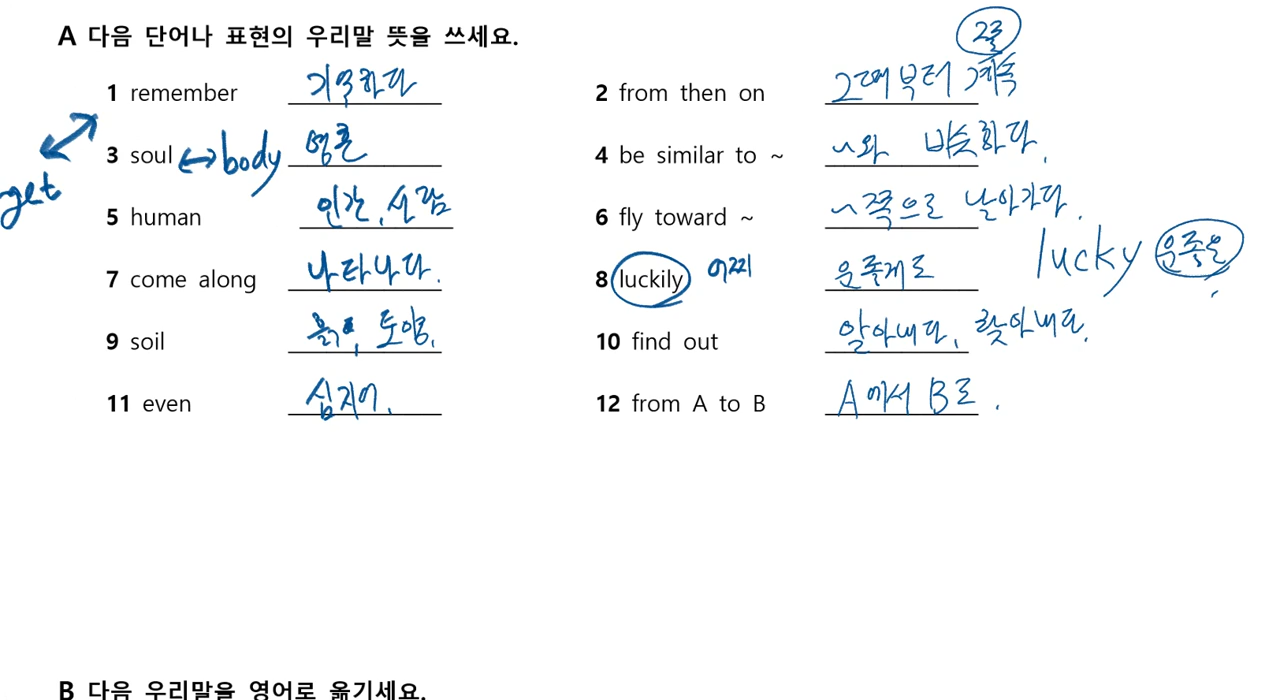 A 다음 단어나 표현의 우리말 뜻을 쓰세요.
1 remember 기억하다
2 from then on 그때부터 계속 쭉
get
3 soul ↔ body 영혼
4 be similar to ~ ~와 비슷하다.
5 human 인간, 사람
6 fly toward ~ ~쪽으로 날아가다.
7 come along 나타나다.
8 luckily 운좋게도 lucky 운좋은
9 soil 흙, 토양.
10 find out 알아내다, 찾아내다.
11 even 심지어.
12 from A to B A에서 B로.
B 다음 우리말을 영어로 옮기세요.